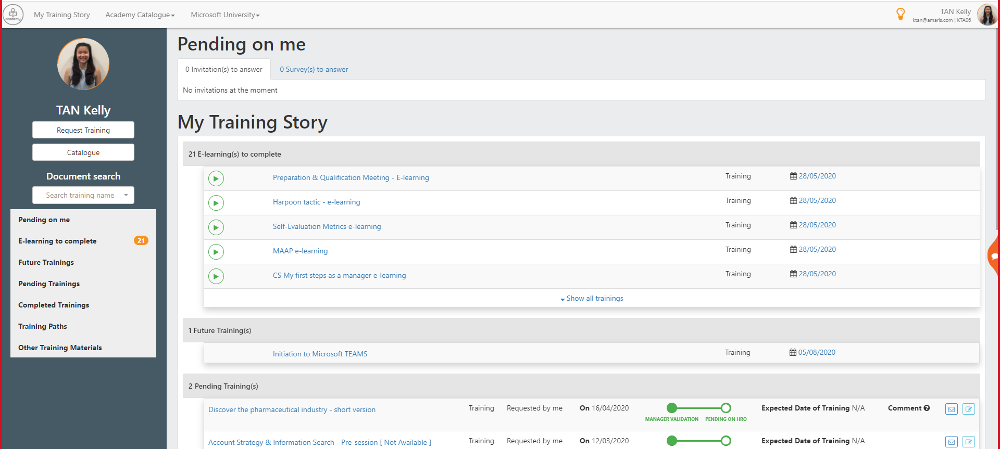 academy
My Training Story
Academy Catalogue
Microsoft University
TAN Kelly
ktan@amaris.com | KTA06
TAN Kelly
Request Training
Catalogue
Document search
Search training name
Pending on me
E-learning to complete 21
Future Trainings
Pending Trainings
Completed Trainings
Training Paths
Other Training Materials
Pending on me
0 Invitation(s) to answer 0 Survey(s) to answer
No invitations at the moment
My Training Story
21 E-learning(s) to complete
Preparation & Qualification Meeting - E-learning Training 28/05/2020
Harpoon tactic - e-learning Training 28/05/2020
Self-Evaluation Metrics e-learning Training 28/05/2020
MAAP e-learning Training 28/05/2020
CS My first steps as a manager e-learning Training 28/05/2020
Show all trainings
1 Future Training(s)
Initiation to Microsoft TEAMS Training 05/08/2020
2 Pending Training(s)
Discover the pharmaceutical industry - short version Training Requested by me On 16/04/2020 Expected Date of Training N/A Comment
MANAGER VALIDATION PENDING ON HRO
Account Strategy & Information Search - Pre-session [ Not Available ] Training Requested by me On 12/03/2020 Expected Date of Training N/A